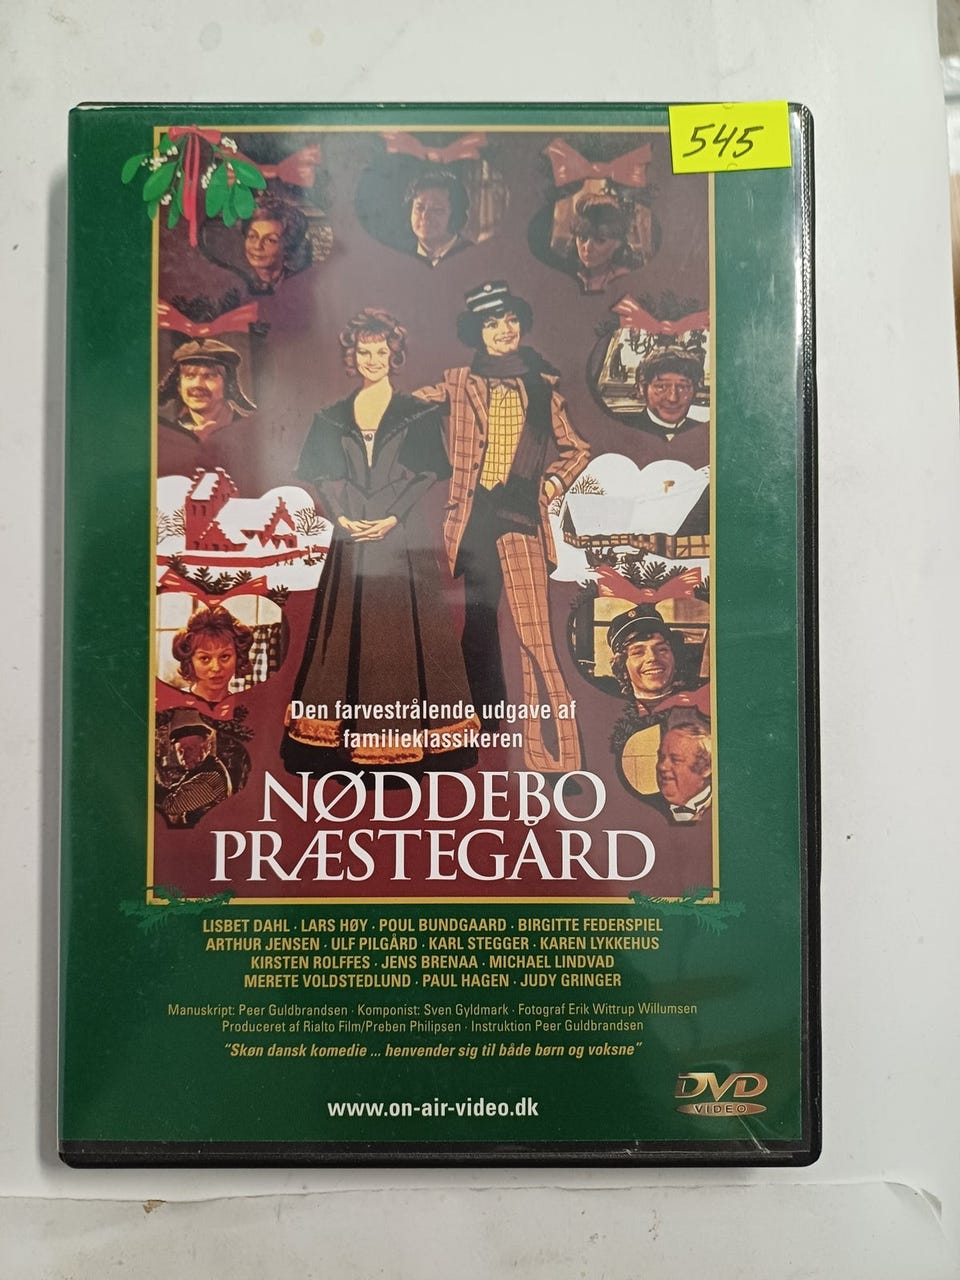 545
Den farvestrålende udgave af
familieklassikeren
NØDDEBO
PRÆSTEGÅRD
LISBET DAHL · LARS HØY · POUL BUNDGAARD · BIRGITTE FEDERSPIEL
ARTHUR JENSEN · ULF PILGÅRD · KARL STEGGER · KAREN LYKKEHUS
KIRSTEN ROLFFES · JENS BRENAA · MICHAEL LINDVAD
MERETE VOLDSTEDLUND · PAUL HAGEN · JUDY GRINGER
Manuskript: Peer Guldbrandsen · Komponist: Sven Gyldmark · Fotograf Erik Wittrup Willumsen
Produceret af Rialto Film/Preben Philipsen · Instruktion Peer Guldbrandsen
"Skøn dansk komedie ... henvender sig til både børn og voksne"
www.on-air-video.dk
DVD
VIDEO